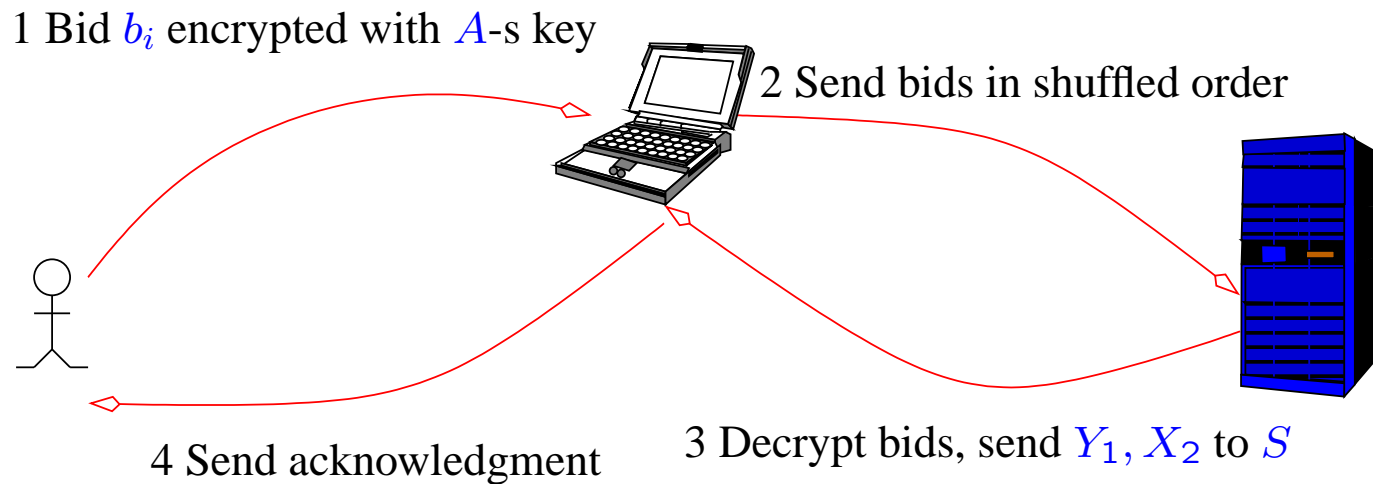 1 Bid b_i encrypted with A-s key
2 Send bids in shuffled order
3 Decrypt bids, send Y_1, X_2 to S
4 Send acknowledgment